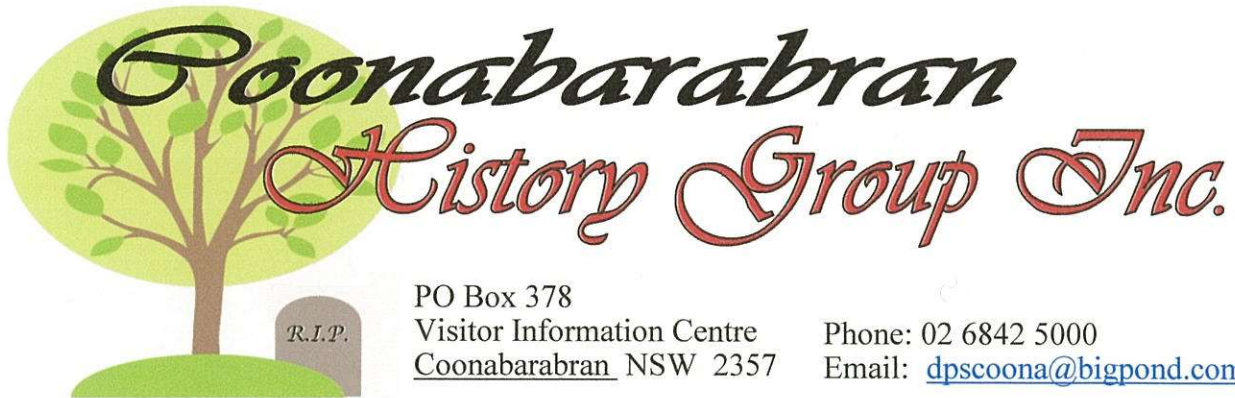 Coonabarabran
History Group Inc.
R.I.P.
PO Box 378
Visitor Information Centre
Coonabarabran NSW 2357
Phone: 02 6842 5000
Email: dpscoona@bigpond.com